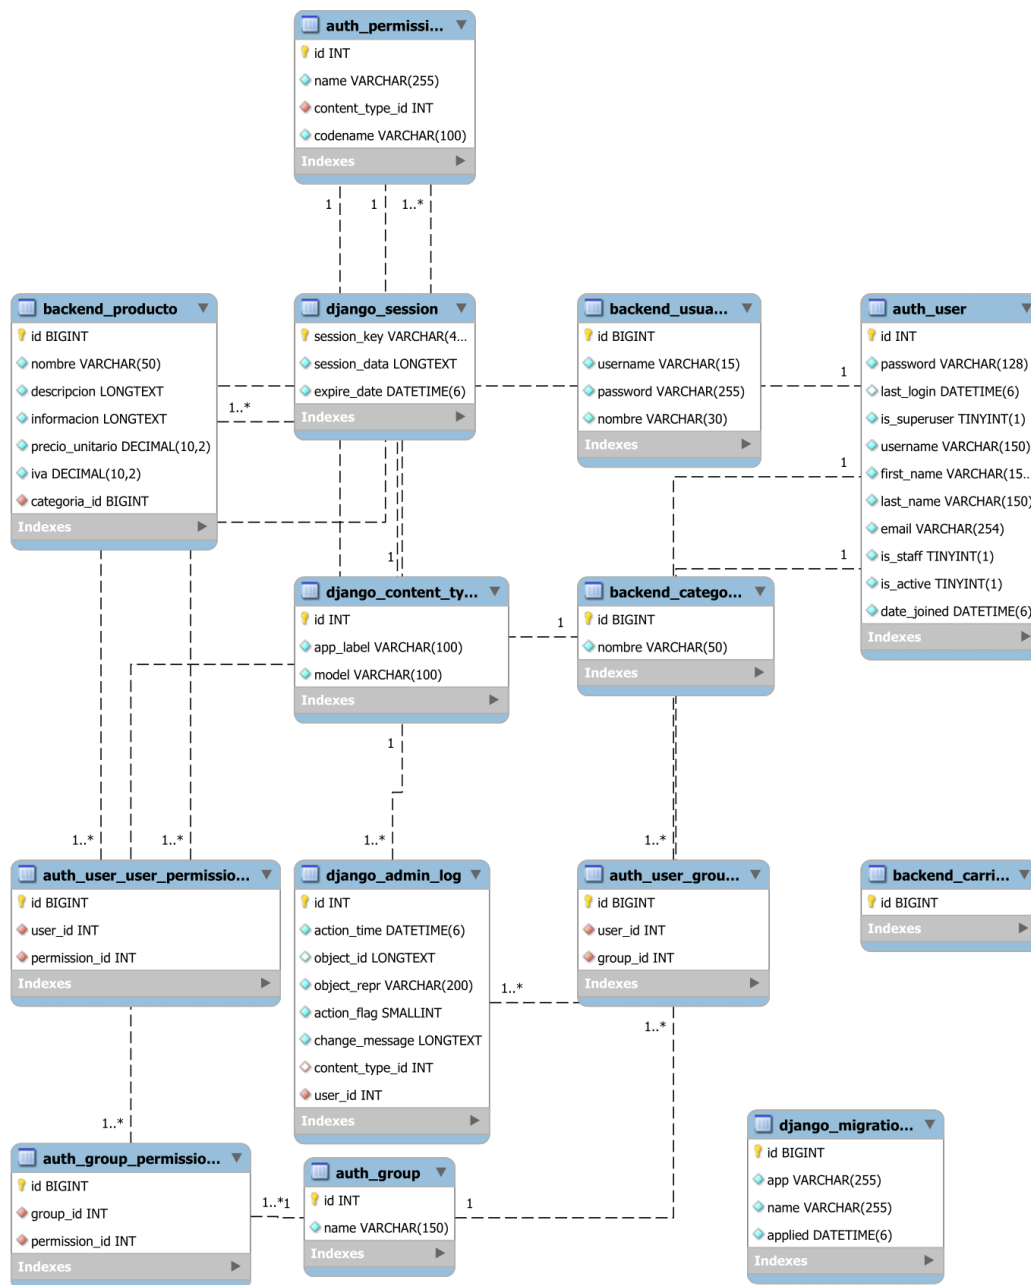 auth_permissi...
id INT
name VARCHAR(255)
content_type_id INT
codename VARCHAR(100)
Indexes
1
1
1..*
backend_producto
id BIGINT
nombre VARCHAR(50)
descripcion LONGTEXT
informacion LONGTEXT
precio_unitario DECIMAL(10,2)
iva DECIMAL(10,2)
categoria_id BIGINT
Indexes
django_session
session_key VARCHAR(4...
session_data LONGTEXT
expire_date DATETIME(6)
Indexes
backend_usua...
id BIGINT
username VARCHAR(15)
password VARCHAR(255)
nombre VARCHAR(30)
Indexes
auth_user
id INT
password VARCHAR(128)
last_login DATETIME(6)
is_superuser TINYINT(1)
username VARCHAR(150)
first_name VARCHAR(15...
last_name VARCHAR(150)
email VARCHAR(254)
is_staff TINYINT(1)
is_active TINYINT(1)
date_joined DATETIME(6)
Indexes
1
1..*
1
1
1
django_content_ty...
id INT
app_label VARCHAR(100)
model VARCHAR(100)
Indexes
1
backend_catego...
id BIGINT
nombre VARCHAR(50)
Indexes
1
1..*
1..*
1..*
1..*
auth_user_user_permissio...
id BIGINT
user_id INT
permission_id INT
Indexes
django_admin_log
id INT
action_time DATETIME(6)
object_id LONGTEXT
object_repr VARCHAR(200)
action_flag SMALLINT
change_message LONGTEXT
content_type_id INT
user_id INT
Indexes
auth_user_grou...
id BIGINT
user_id INT
group_id INT
Indexes
backend_carri...
id BIGINT
Indexes
1..*
1..*
1..*
auth_group_permissio...
id BIGINT
group_id INT
permission_id INT
Indexes
1..*
1
auth_group
id INT
name VARCHAR(150)
Indexes
1
django_migratio...
id BIGINT
app VARCHAR(255)
name VARCHAR(255)
applied DATETIME(6)
Indexes